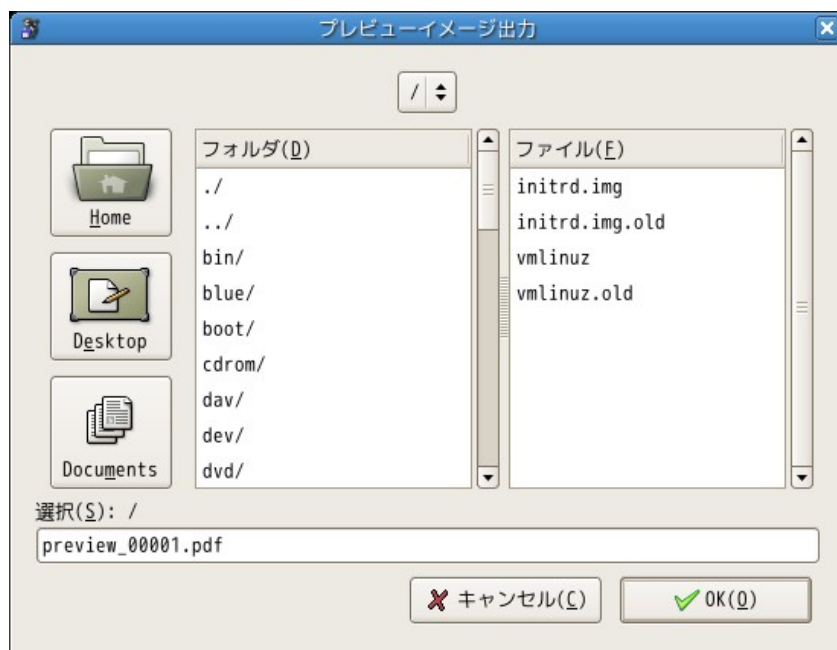 プレビューイメージ出力
/
Home
Desktop
Documents
フォルダ(D)
./
../
bin/
blue/
boot/
cdrom/
dav/
dev/
dvd/
ファイル(F)
initrd.img
initrd.img.old
vmlinuz
vmlinuz.old
選択(S): /
preview_00001.pdf
キャンセル(C)
OK(O)